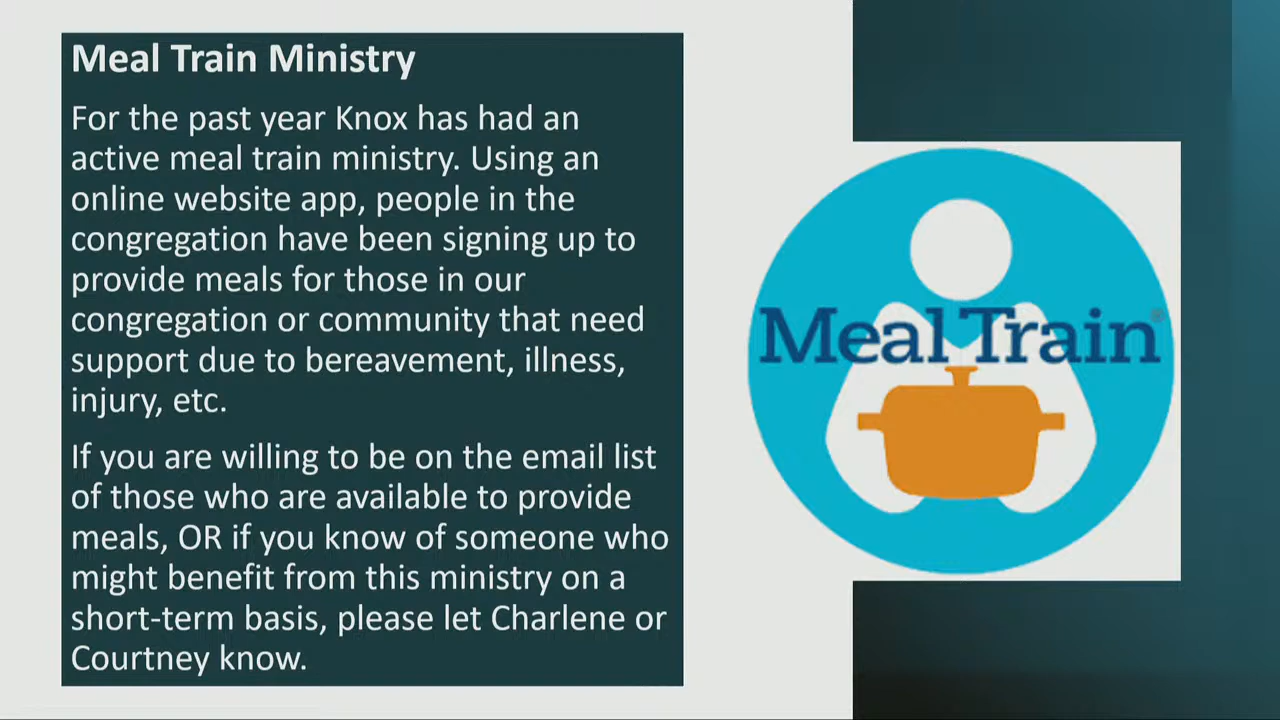 Meal Train Ministry
For the past year Knox has had an
active meal train ministry. Using an
online website app, people in the
congregation have been signing up to
provide meals for those in our
congregation or community that need
support due to bereavement, illness,
injury, etc.
If you are willing to be on the email list
of those who are available to provide
meals, OR if you know of someone who
might benefit from this ministry on a
short-term basis, please let Charlene or
Courtney know.
Meal Train®